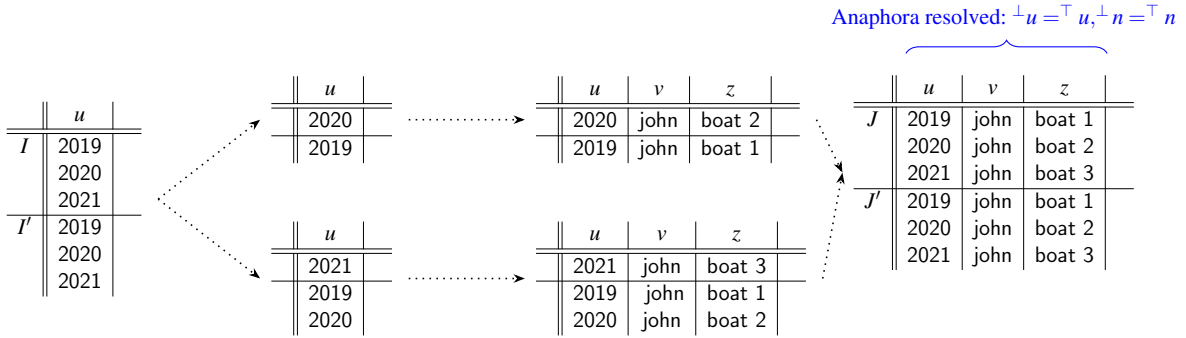 Anaphora resolved: ⊥u =⊤ u,⊥ n =⊤ n
u
I 2019
2020
2021
I′ 2019
2020
2021
u
2020
2019
u
2021
2019
2020
u v z
2020 john boat 2
2019 john boat 1
u v z
2021 john boat 3
2019 john boat 1
2020 john boat 2
u v z
J 2019 john boat 1
2020 john boat 2
2021 john boat 3
J′ 2019 john boat 1
2020 john boat 2
2021 john boat 3